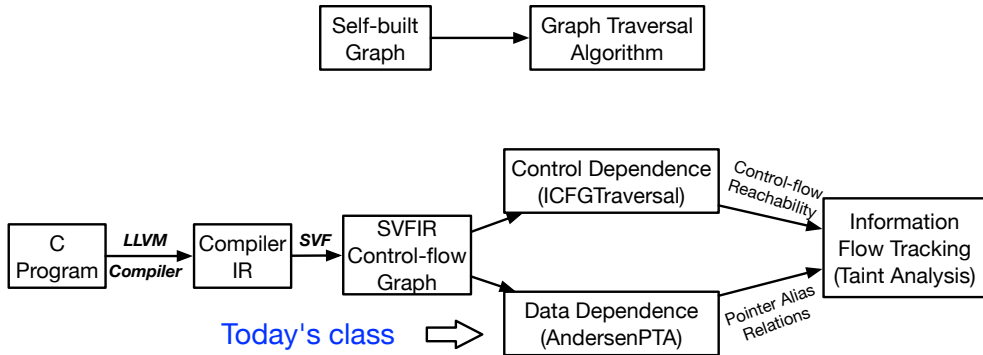 Self-built
Graph
Graph Traversal
Algorithm
C
Program
LLVM
Compiler
Compiler
IR
SVF
SVFIR
Control-flow
Graph
Control Dependence
(ICFGTraversal)
Control-flow
Reachability
Data Dependence
(AndersenPTA)
Pointer Alias
Relations
Information
Flow Tracking
(Taint Analysis)
Today's class